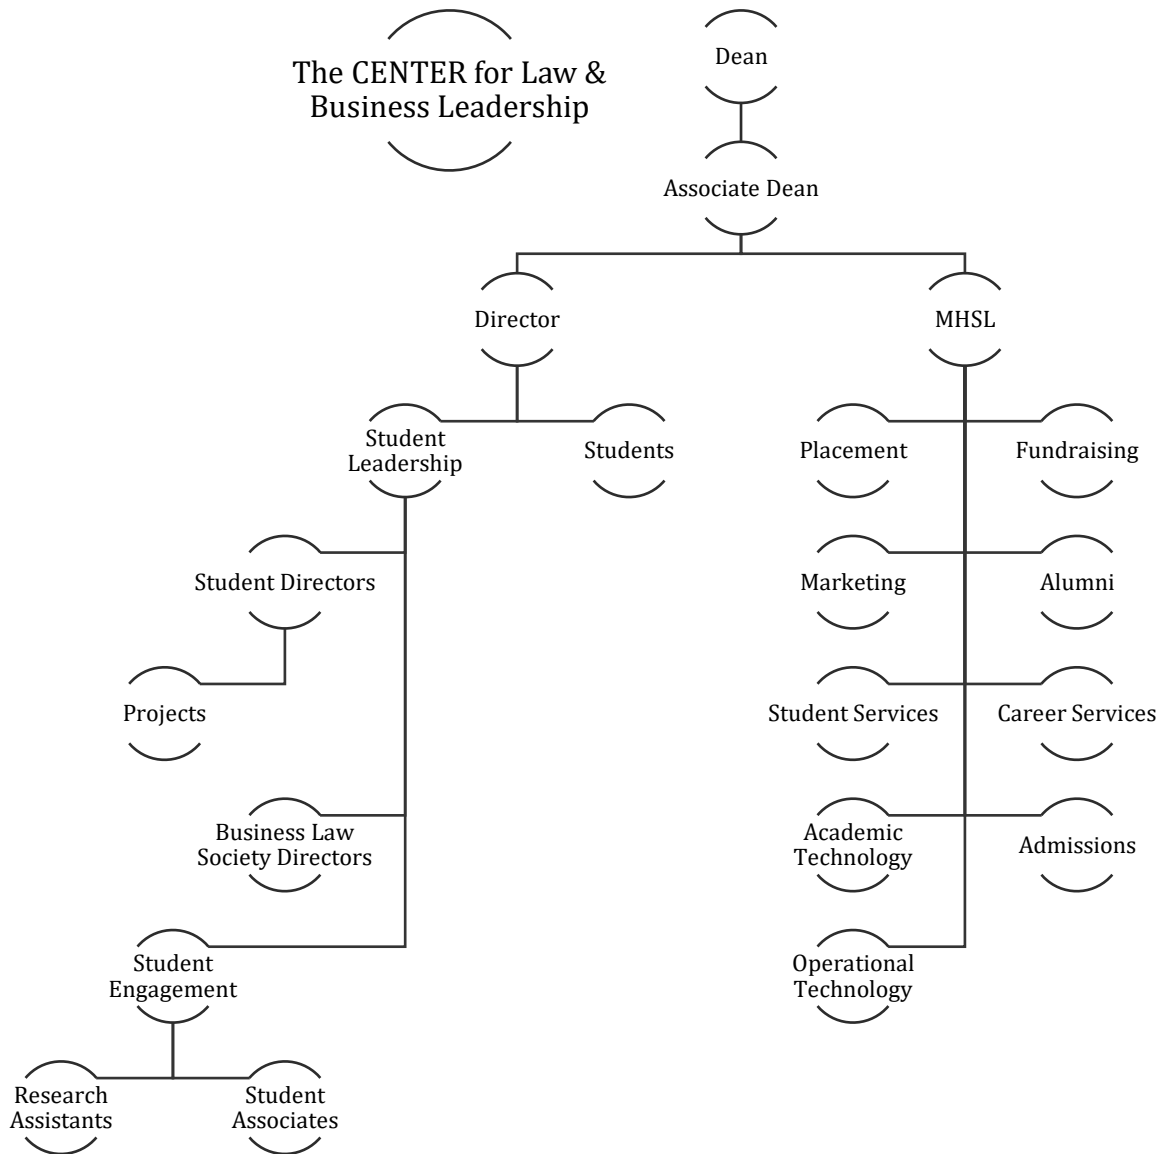 The CENTER for Law &
Business Leadership
Dean
Associate Dean
Director
MHSL
Student
Leadership
Students
Placement
Fundraising
Student Directors
Marketing
Alumni
Projects
Student Services
Career Services
Business Law
Society Directors
Academic
Technology
Admissions
Student
Engagement
Operational
Technology
Research
Assistants
Student
Associates